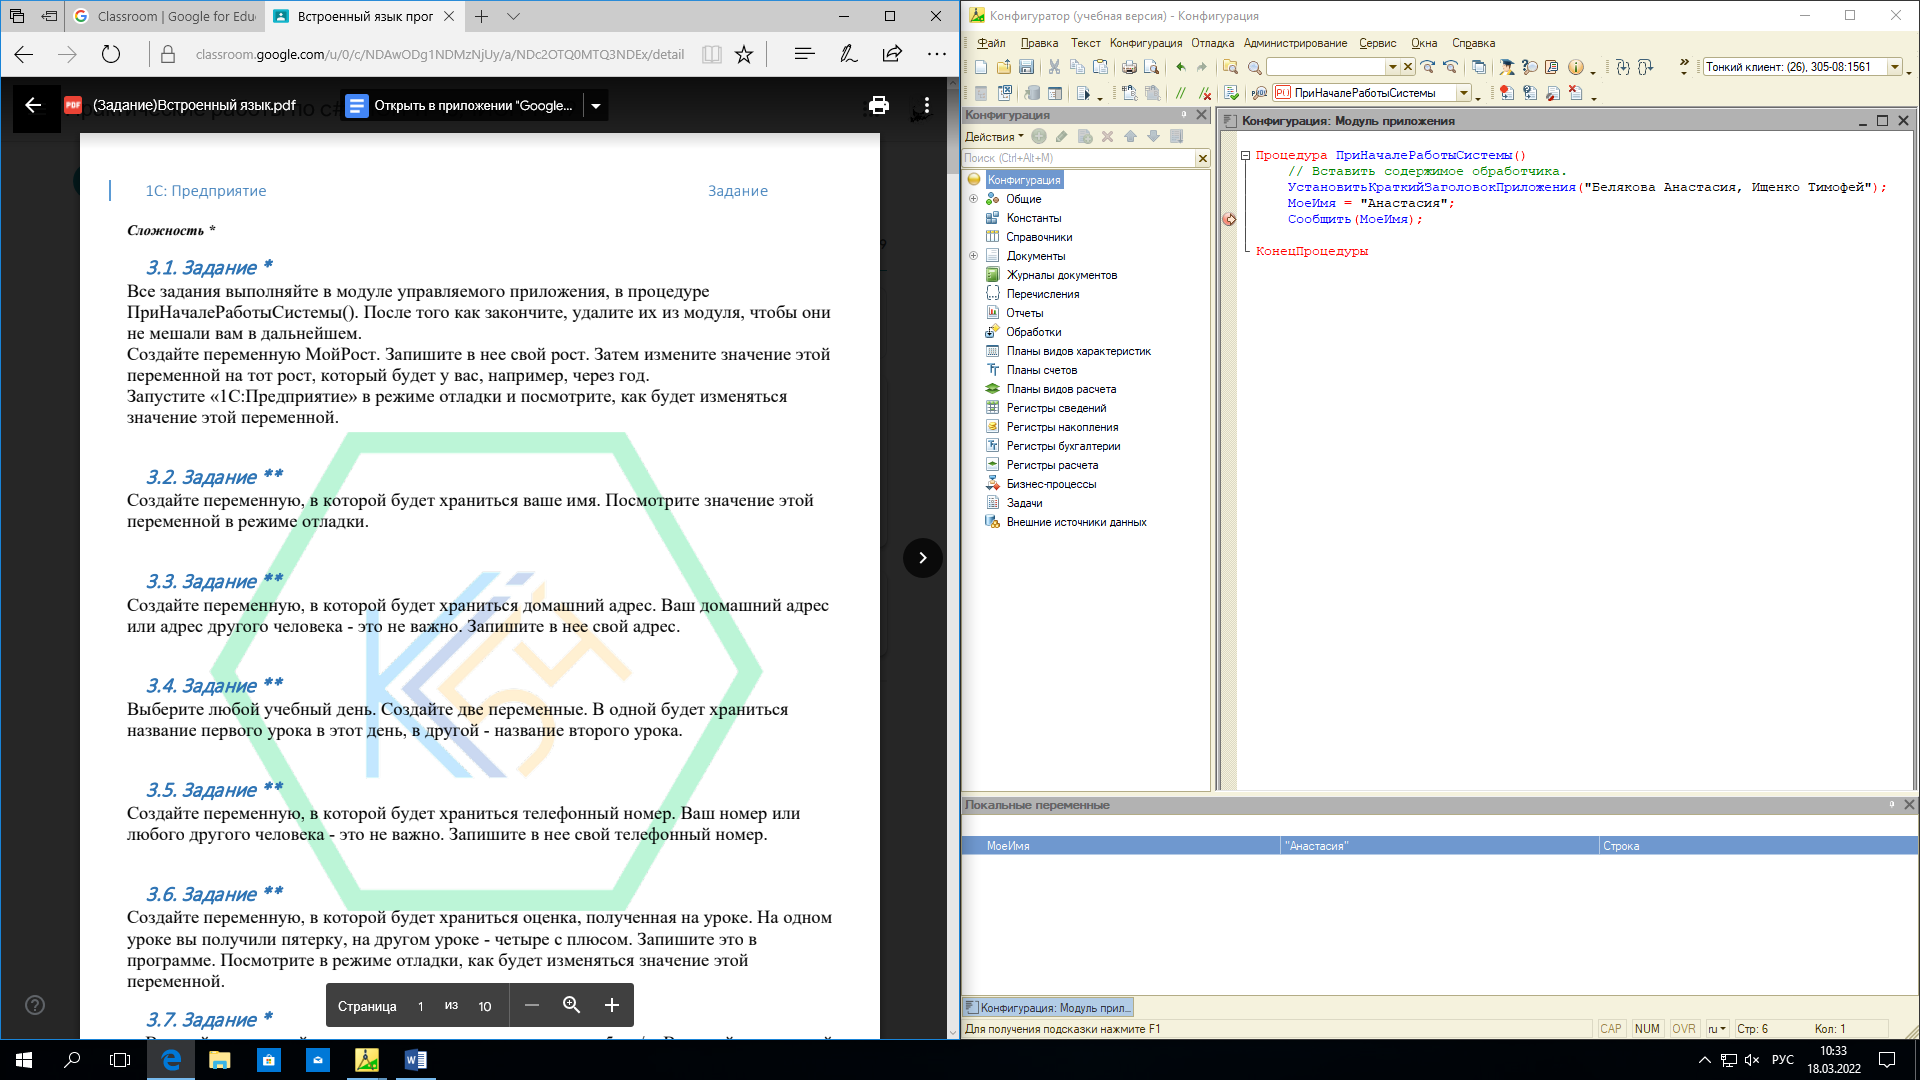 Classroom | Google for Edu
Встроенный язык прог
classroom.google.com/u/0/c/NDAwODg1NDMzNjUy/a/NDc2OTQ0MTQ3NDEx/detail
(Задание)Встроенный язык.pdf
Открыть в приложении "Google...
1С: Предприятие Задание
Сложность *
3.1. Задание *
Все задания выполняйте в модуле управляемого приложения, в процедуре
ПриНачалеРаботыСистемы(). После того как закончите, удалите их из модуля, чтобы они
не мешали вам в дальнейшем.
Создайте переменную МойРост. Запишите в нее свой рост. Затем измените значение этой
переменной на тот рост, который будет у вас, например, через год.
Запустите «1С:Предприятие» в режиме отладки и посмотрите, как будет изменяться
значение этой переменной.
3.2. Задание **
Создайте переменную, в которой будет храниться ваше имя. Посмотрите значение этой
переменной в режиме отладки.
3.3. Задание **
Создайте переменную, в которой будет храниться домашний адрес. Ваш домашний адрес
или адрес другого человека - это не важно. Запишите в нее свой адрес.
3.4. Задание **
Выберите любой учебный день. Создайте две переменные. В одной будет храниться
название первого урока в этот день, в другой - название второго урока.
3.5. Задание **
Создайте переменную, в которой будет храниться телефонный номер. Ваш номер или
любого другого человека - это не важно. Запишите в нее свой телефонный номер.
3.6. Задание **
Создайте переменную, в которой будет храниться оценка, полученная на уроке. На одном
уроке вы получили пятерку, на другом уроке - четыре с плюсом. Запишите это в
программе. Посмотрите в режиме отладки, как будет изменяться значение этой
переменной.
3.7. Задание *
Страница 1 из 10
Конфигуратор (учебная версия) - Конфигурация
Файл Правка Текст Конфигурация Отладка Администрирование Сервис Окна Справка
Тонкий клиент: (26), 305-08:1561
ПриНачалеРаботыСистемы
Конфигурация
Действия
Поиск (Ctrl+Alt+M)
Конфигурация
Общие
Константы
Справочники
Документы
Журналы документов
Перечисления
Отчеты
Обработки
Планы видов характеристик
Планы счетов
Планы видов расчета
Регистры сведений
Регистры накопления
Регистры бухгалтерии
Регистры расчета
Бизнес-процессы
Задачи
Внешние источники данных
Конфигурация: Модуль приложения
Процедура ПриНачалеРаботыСистемы()
// Вставить содержимое обработчика.
УстановитьКраткийЗаголовокПриложения("Белякова Анастасия, Ищенко Тимофей");
МоеИмя = "Анастасия";
Сообщить(МоеИмя);
КонецПроцедуры
Локальные переменные
МоеИмя "Анастасия" Строка
Конфигурация: Модуль прил...
Для получения подсказки нажмите F1
CAP NUM OVR ru Стр: 6 Кол: 1
РУС
10:33
18.03.2022